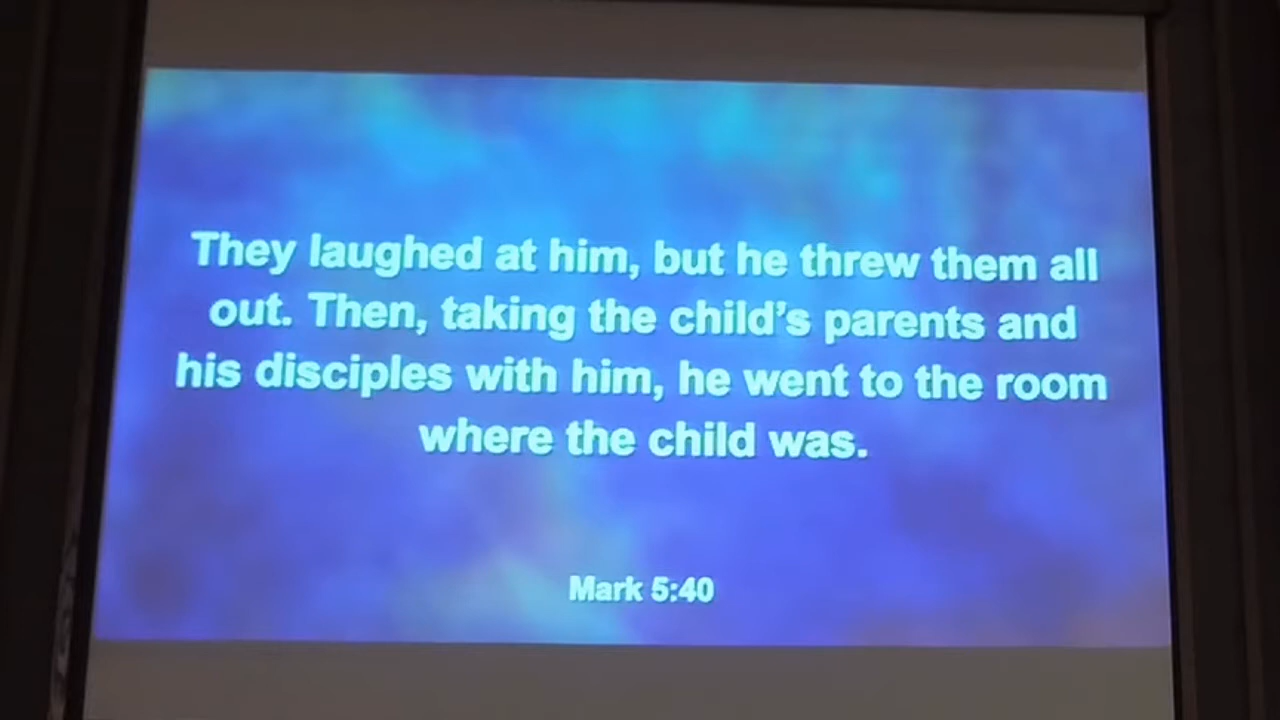 They laughed at him, but he threw them all
out. Then, taking the child's parents and
his disciples with him, he went to the room
where the child was.
Mark 5:40